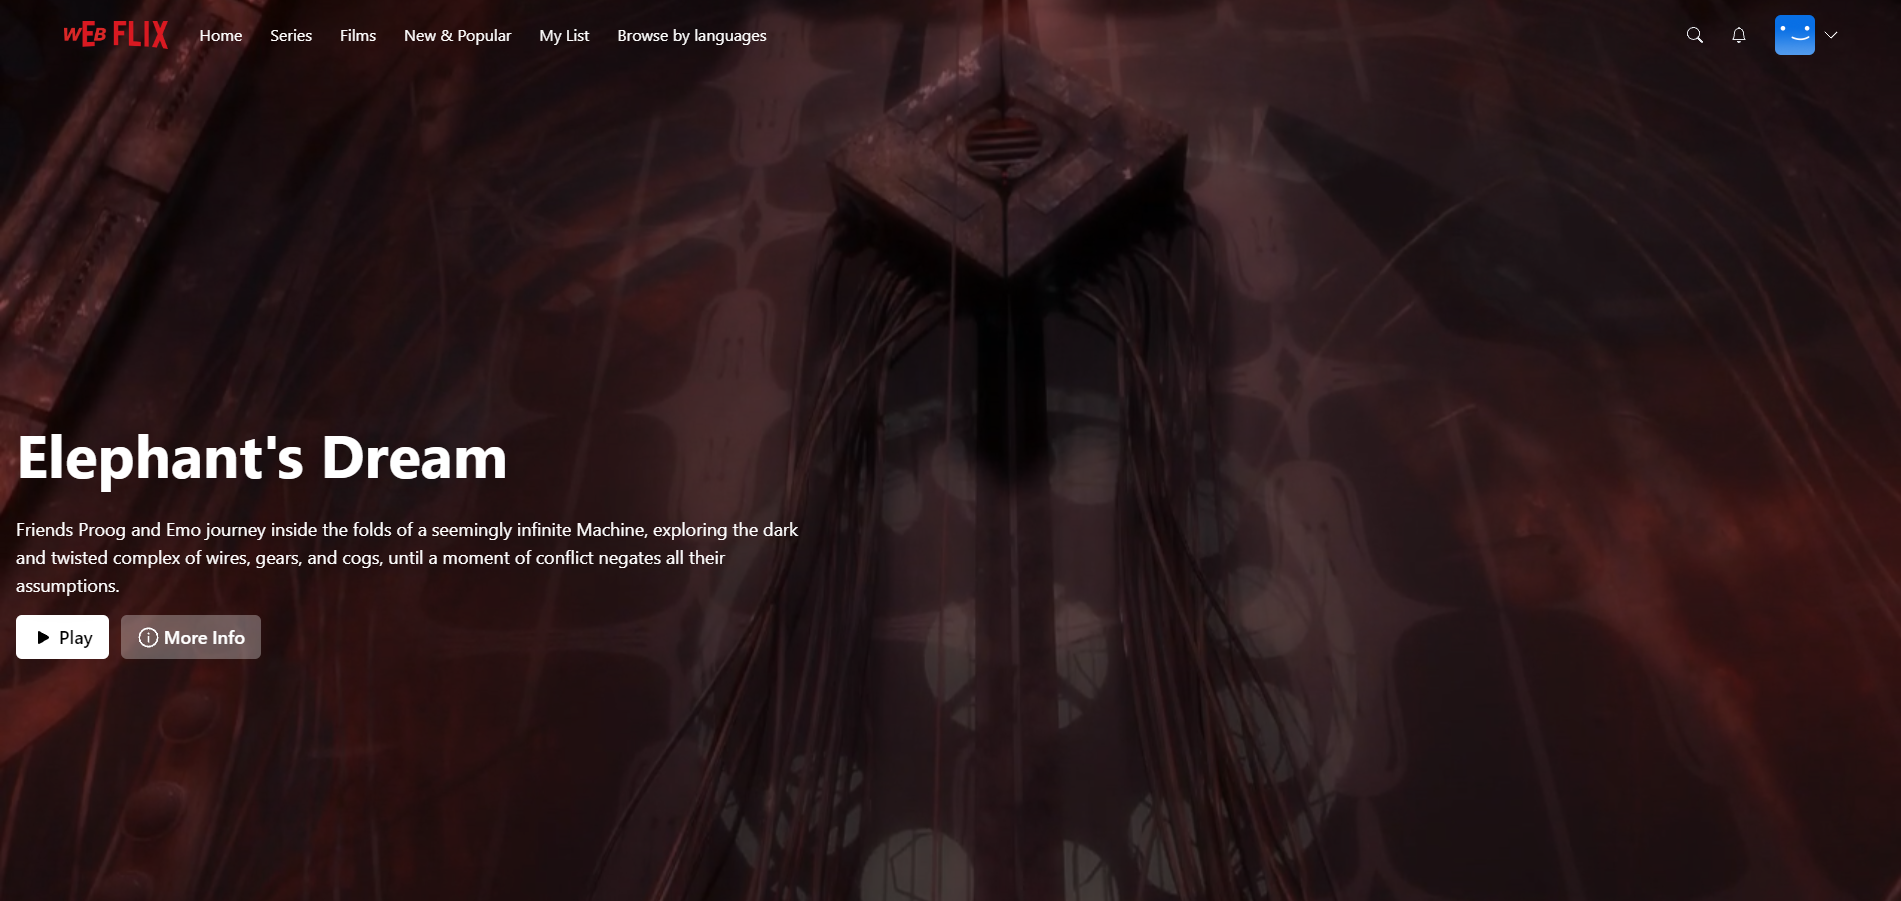 WEB FLIX
Home
Series
Films
New & Popular
My List
Browse by languages
Elephant's Dream
Friends Proog and Emo journey inside the folds of a seemingly infinite Machine, exploring the dark
and twisted complex of wires, gears, and cogs, until a moment of conflict negates all their
assumptions.
Play
More Info